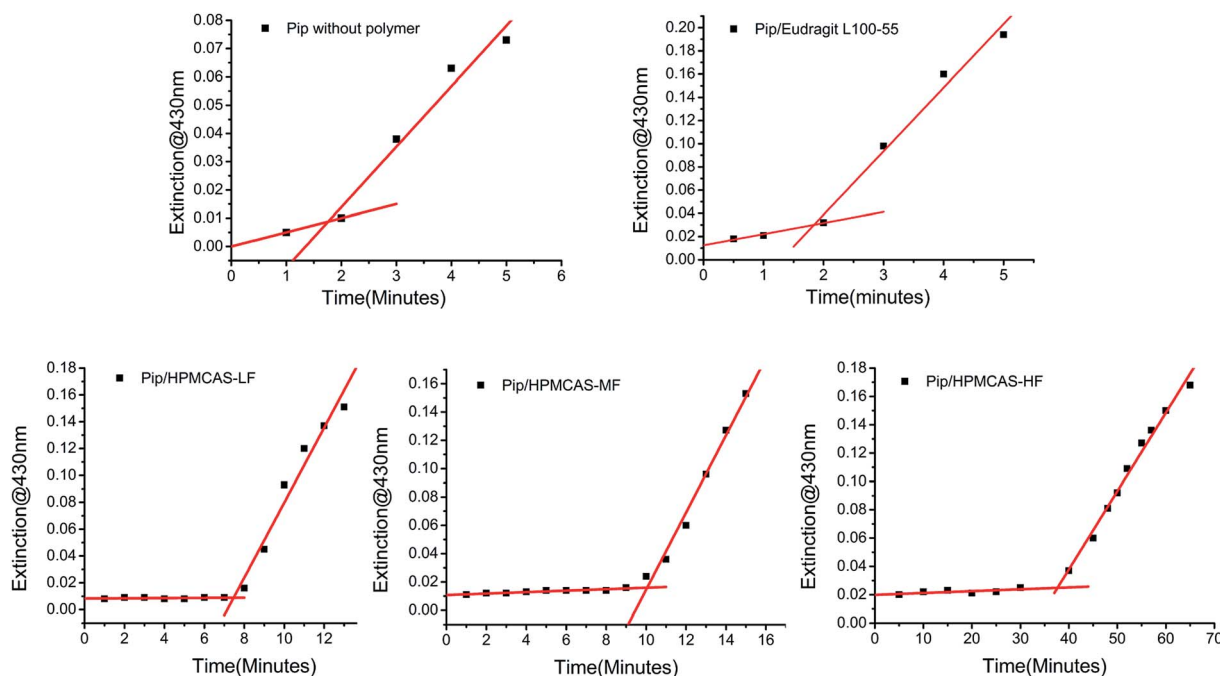 Pip without polymer
0.08
0.07
0.06
0.05
0.04
0.03
0.02
0.01
0.00
Extinction@430nm
0 1 2 3 4 5 6
Time(Minutes)
Pip/Eudragit L100-55
0.20
0.18
0.16
0.14
0.12
0.10
0.08
0.06
0.04
0.02
0.00
Extinction@430nm
0 1 2 3 4 5
Time(minutes)
Pip/HPMCAS-LF
0.18
0.16
0.14
0.12
0.10
0.08
0.06
0.04
0.02
0.00
Extinction@430nm
0 2 4 6 8 10 12
Time(Minutes)
Pip/HPMCAS-MF
0.16
0.14
0.12
0.10
0.08
0.06
0.04
0.02
0.00
Extinction@430nm
0 2 4 6 8 10 12 14 16
Time(Minutes)
Pip/HPMCAS-HF
0.18
0.16
0.14
0.12
0.10
0.08
0.06
0.04
0.02
0.00
Extinction@430nm
0 10 20 30 40 50 60 70
Time(Minutes)